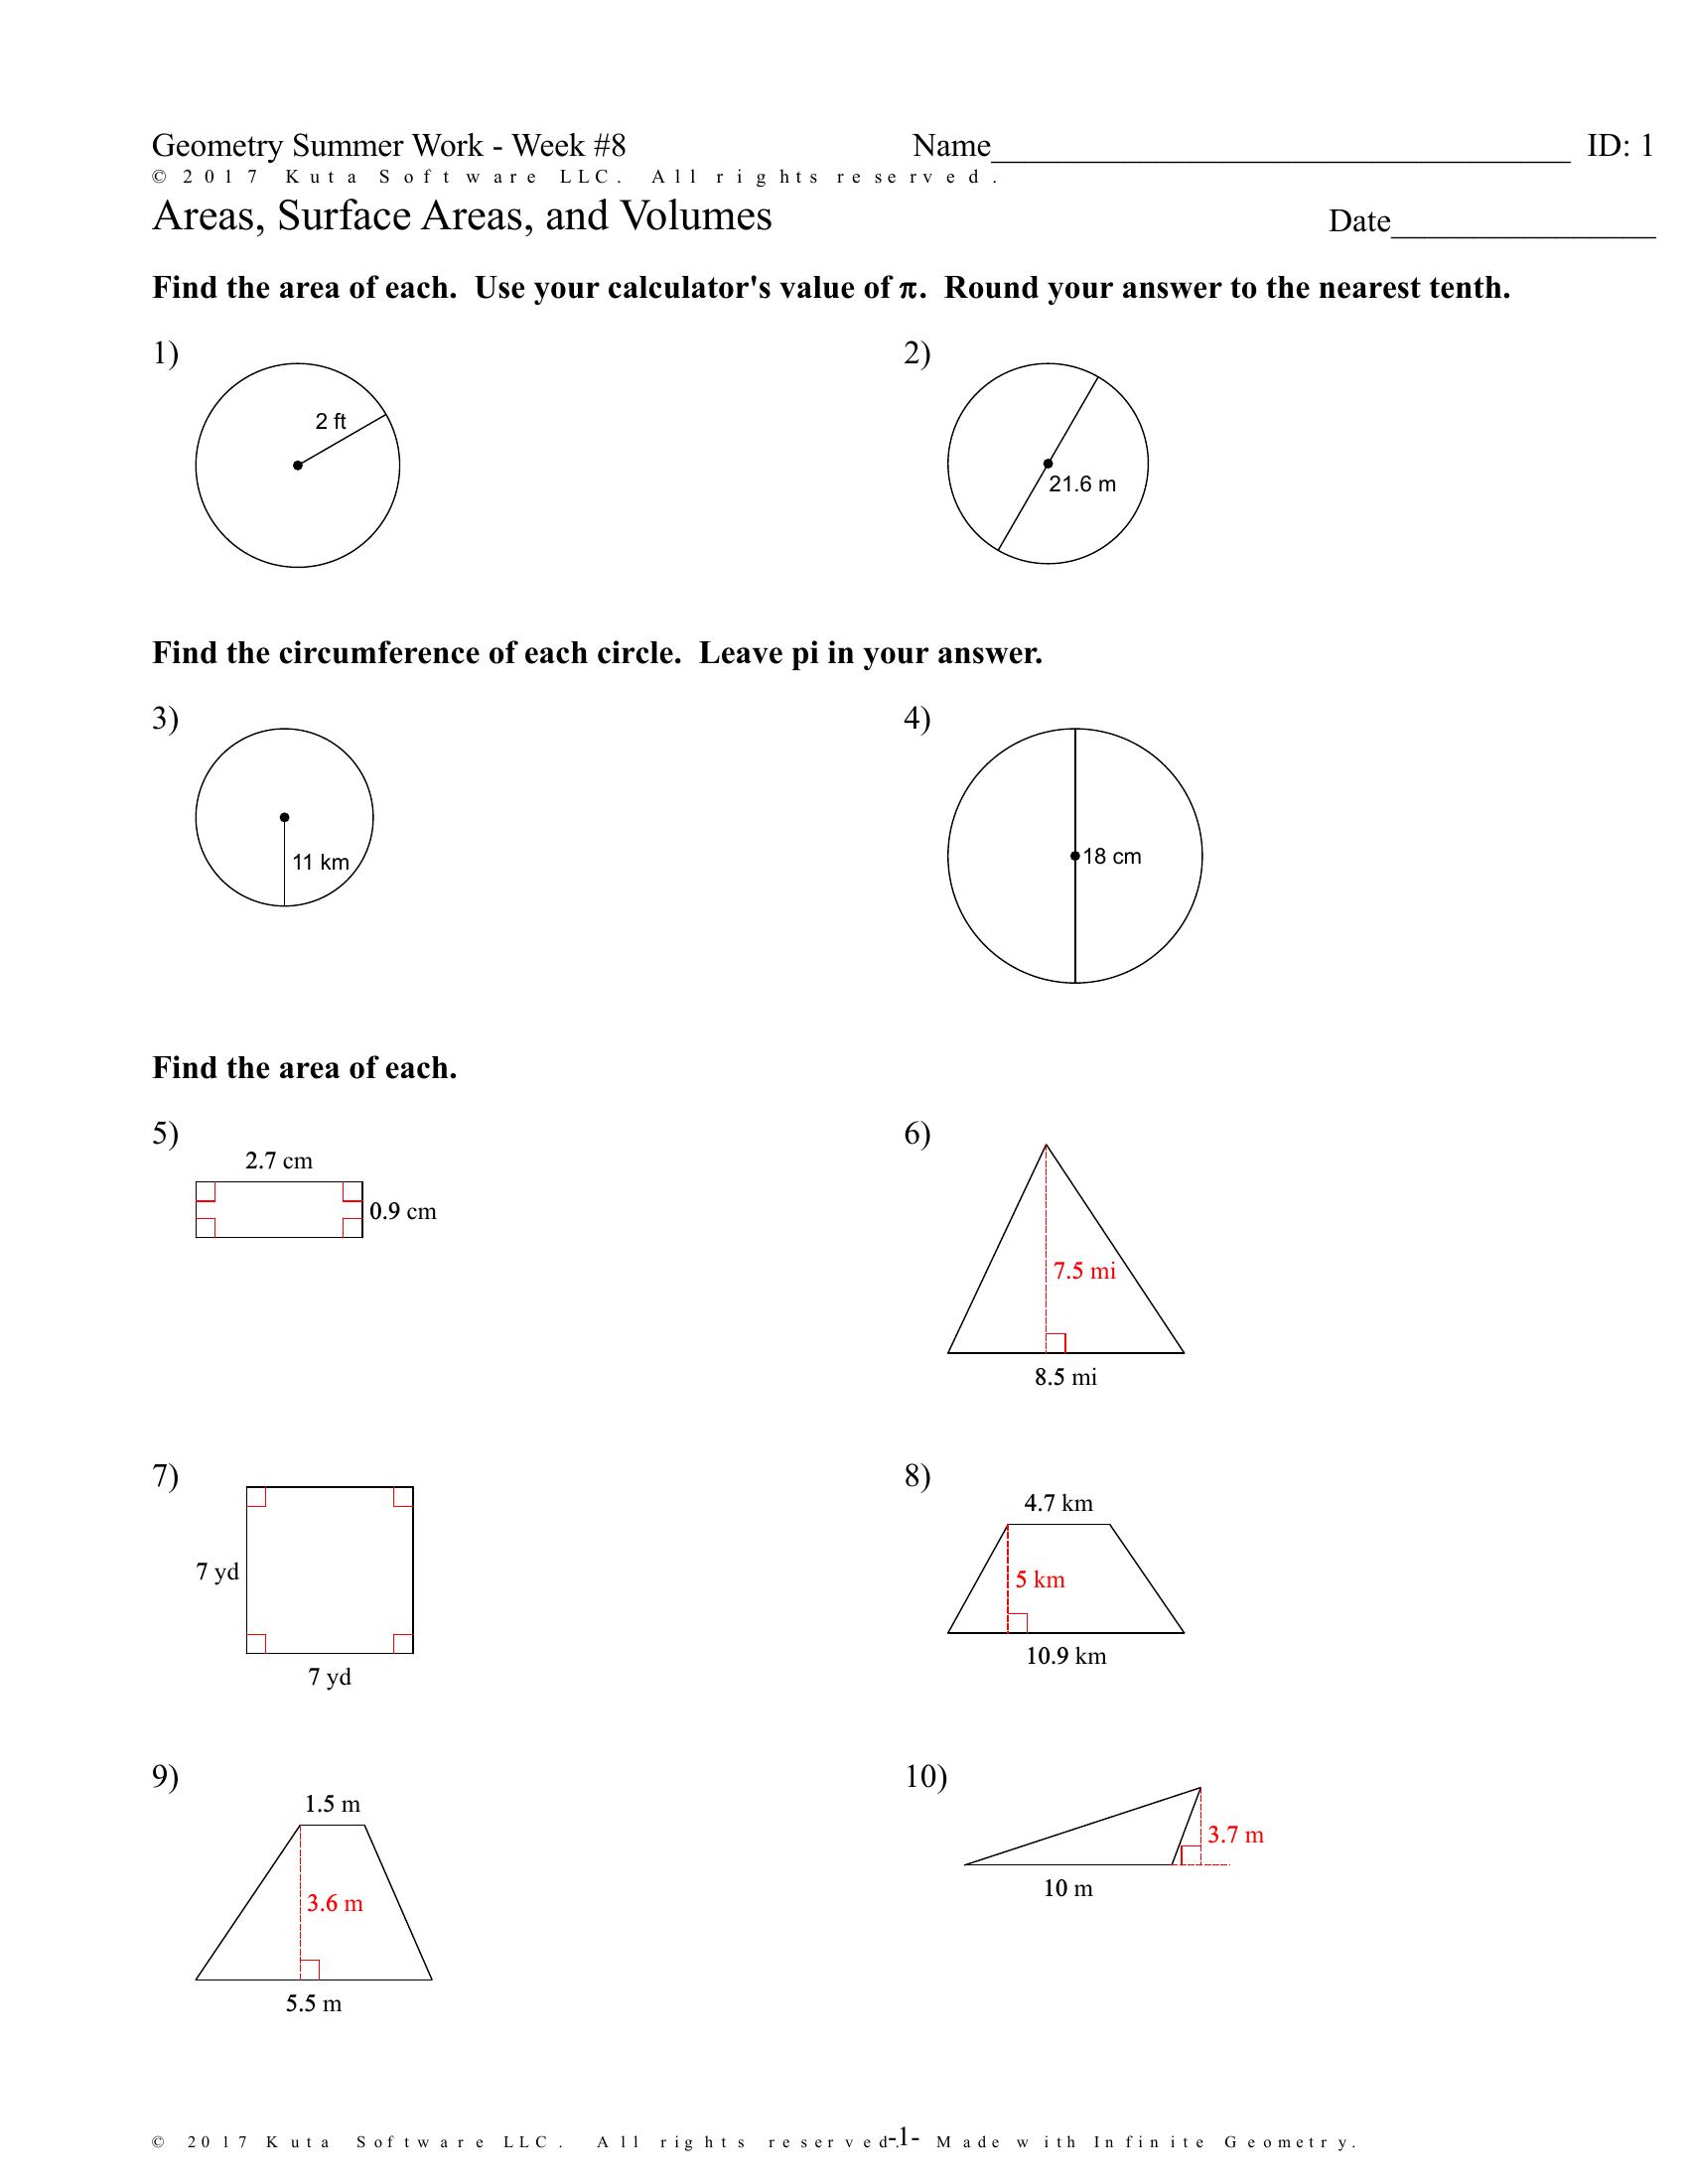 Geometry Summer Work - Week #8 Name___________________________________ ID: 1
© 2017 Kuta Software LLC. All rights reserved.
Areas, Surface Areas, and Volumes Date________________
Find the area of each. Use your calculator's value of π. Round your answer to the nearest tenth.
1) 2)
2 ft
21.6 m
Find the circumference of each circle. Leave pi in your answer.
3) 4)
11 km
18 cm
Find the area of each.
5) 6)
2.7 cm
0.9 cm
7.5 mi
8.5 mi
7) 8)
4.7 km
7 yd
5 km
10.9 km
7 yd
9) 10)
1.5 m
3.7 m
10 m
3.6 m
5.5 m
© 2017 Kuta Software LLC. All rights reserved. -1- Made with Infinite Geometry.